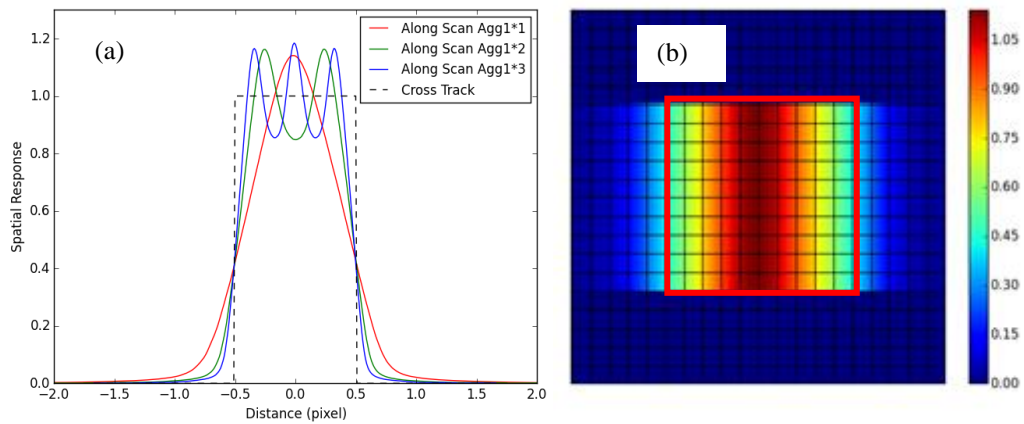 (a)
Along Scan Agg1*1
Along Scan Agg1*2
Along Scan Agg1*3
Cross Track
Spatial Response
1.2
1.0
0.8
0.6
0.4
0.2
0.0
−2.0 −1.5 −1.0 −0.5 0.0 0.5 1.0 1.5 2.0
Distance (pixel)
(b)
1.05
0.90
0.75
0.60
0.45
0.30
0.15
0.00